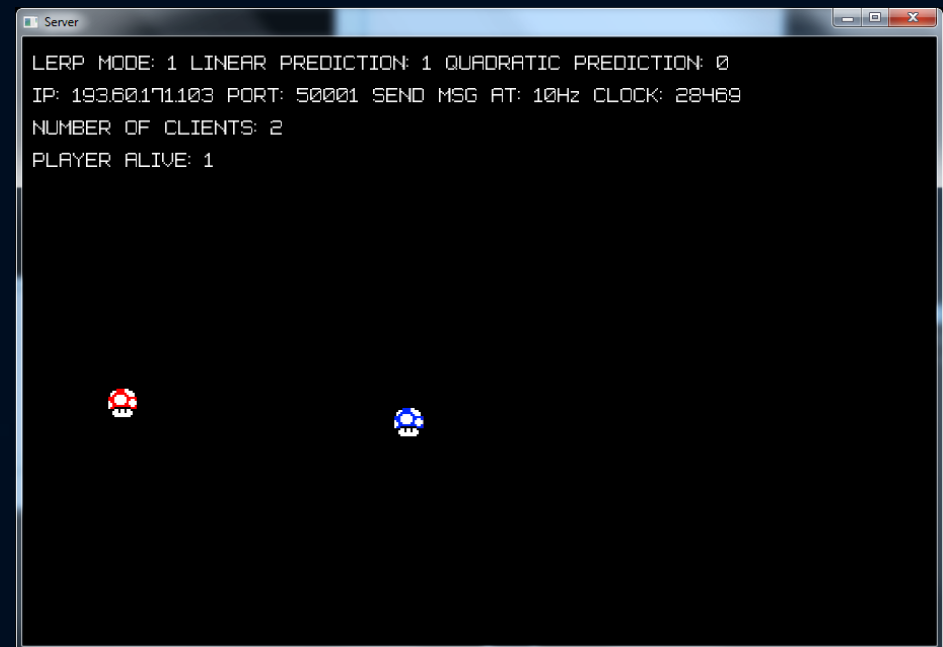 Server
LERP MODE: 1 LINEAR PREDICTION: 1 QUADRATIC PREDICTION: 0
IP: 193.60.171.103 PORT: 50001 SEND MSG AT: 10Hz CLOCK: 28469
NUMBER OF CLIENTS: 2
PLAYER ALIVE: 1